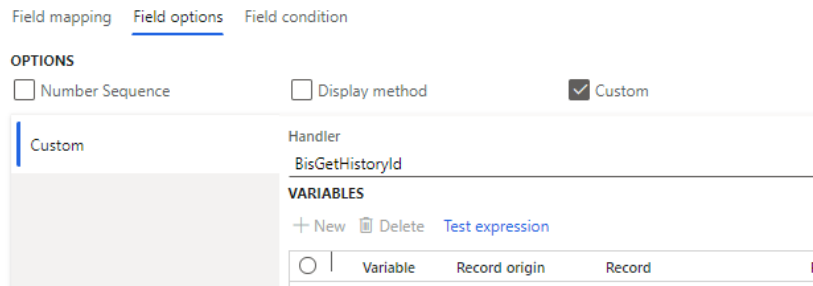 Field mapping Field options Field condition
OPTIONS
Number Sequence Display method Custom
Custom
Handler
BisGetHistoryId
VARIABLES
New Delete Test expression
Variable Record origin Record